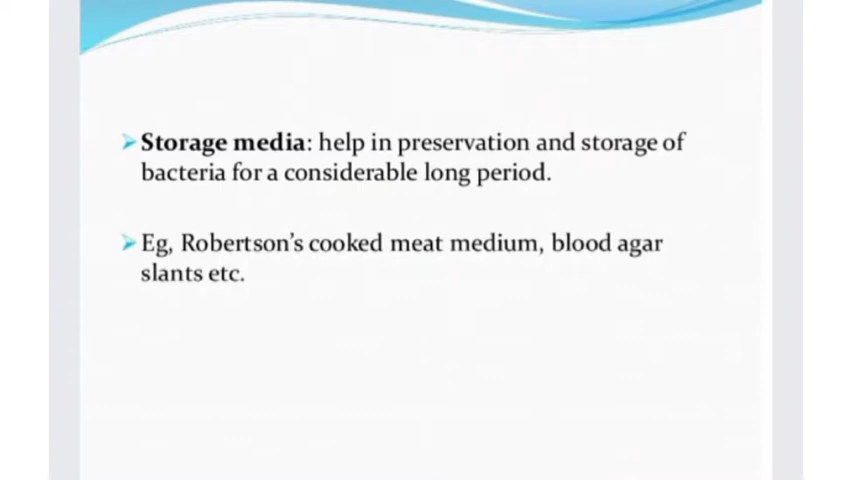 Storage media: help in preservation and storage of
bacteria for a considerable long period.
Eg, Robertson's cooked meat medium, blood agar
slants etc.